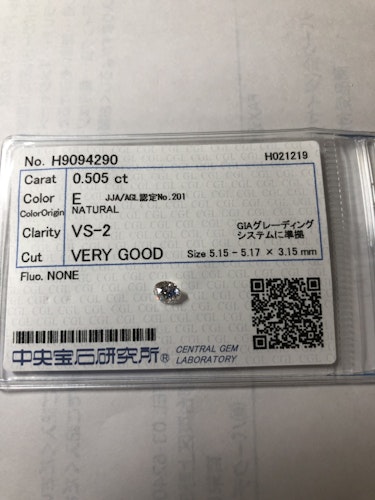 No. H9094290 H021219
Carat 0.505 ct
Color E JJA/AGL認定No.201
ColorOrigin NATURAL
Clarity VS-2 GIAグレーディング
システムに準拠
Cut VERY GOOD Size 5.15 - 5.17 × 3.15 mm
Fluo. NONE
中央宝石研究所® CENTRAL GEM
LABORATORY